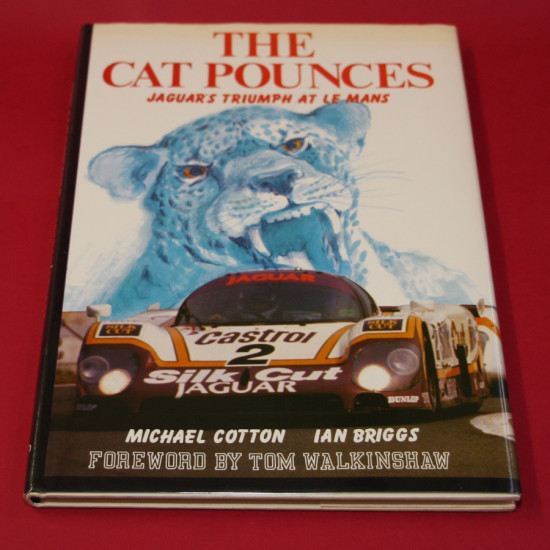 THE
CAT POUNCES
JAGUAR'S TRIUMPH AT LE MANS
JAGUAR
Castrol
2
Silk Cut
JAGUAR
DUNLOP
MICHAEL COTTON IAN BRIGGS
FOREWORD BY TOM WALKINSHAW